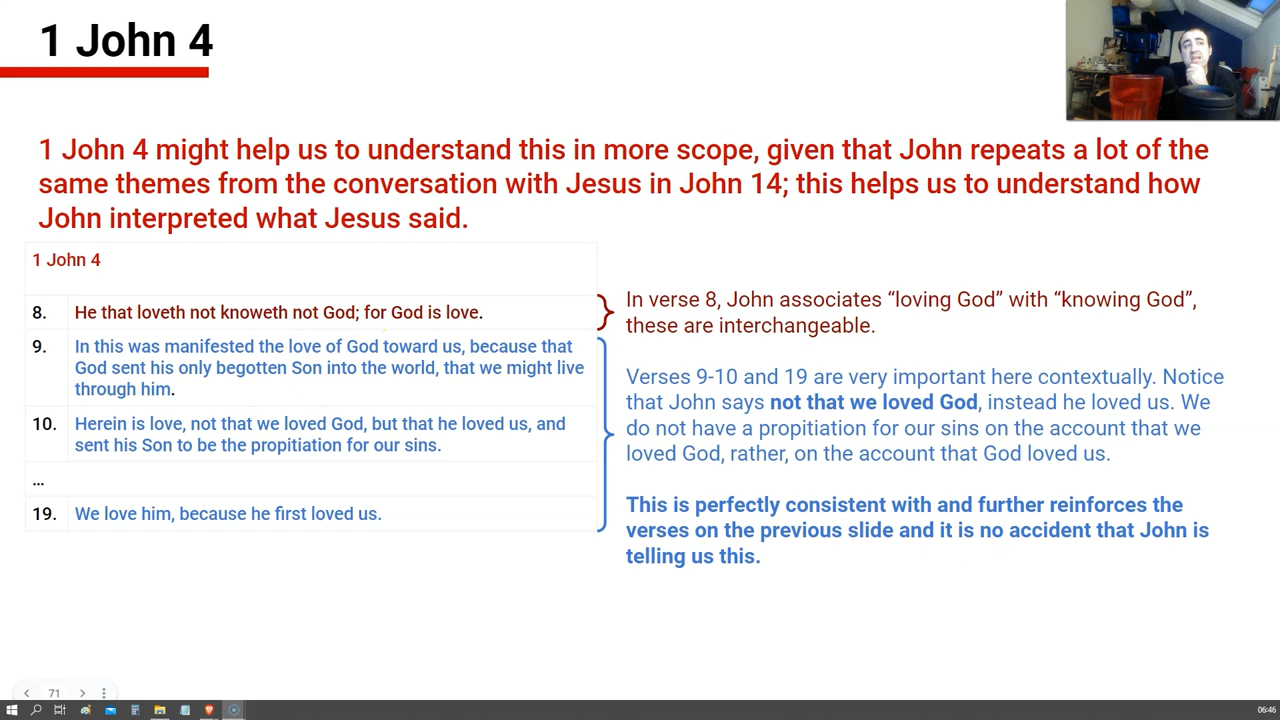 1 John 4
1 John 4 might help us to understand this in more scope, given that John repeats a lot of the
same themes from the conversation with Jesus in John 14; this helps us to understand how
John interpreted what Jesus said.
1 John 4
8. He that loveth not knoweth not God; for God is love.
9. In this was manifested the love of God toward us, because that
God sent his only begotten Son into the world, that we might live
through him.
10. Herein is love, not that we loved God, but that he loved us, and
sent his Son to be the propitiation for our sins.
...
19. We love him, because he first loved us.
In verse 8, John associates “loving God” with “knowing God”,
these are interchangeable.
Verses 9-10 and 19 are very important here contextually. Notice
that John says not that we loved God, instead he loved us. We
do not have a propitiation for our sins on the account that we
loved God, rather, on the account that God loved us.
This is perfectly consistent with and further reinforces the
verses on the previous slide and it is no accident that John is
telling us this.
71
06:46